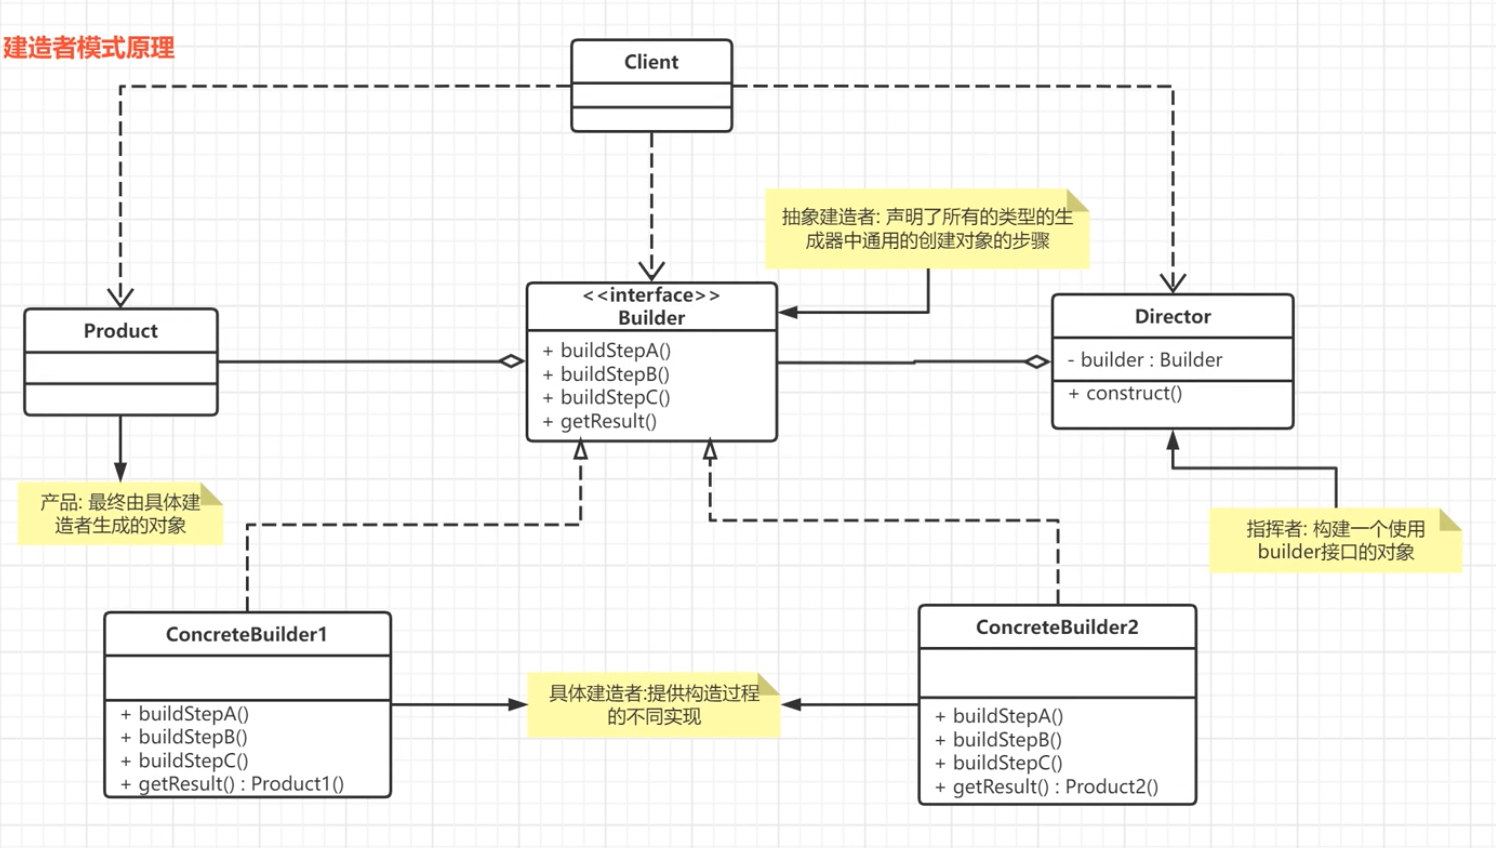 建造者模式原理
Client
抽象建造者: 声明了所有的类型的生
成器中通用的创建对象的步骤
Product
<<interface>>
Builder
+ buildStepA()
+ buildStepB()
+ buildStepC()
+ getResult()
Director
- builder : Builder
+ construct()
产品: 最终由具体建
造者生成的对象
指挥者: 构建一个使用
builder接口的对象
ConcreteBuilder1
+ buildStepA()
+ buildStepB()
+ buildStepC()
+ getResult() : Product1()
具体建造者:提供构造过程
的不同实现
ConcreteBuilder2
+ buildStepA()
+ buildStepB()
+ buildStepC()
+ getResult() : Product2()